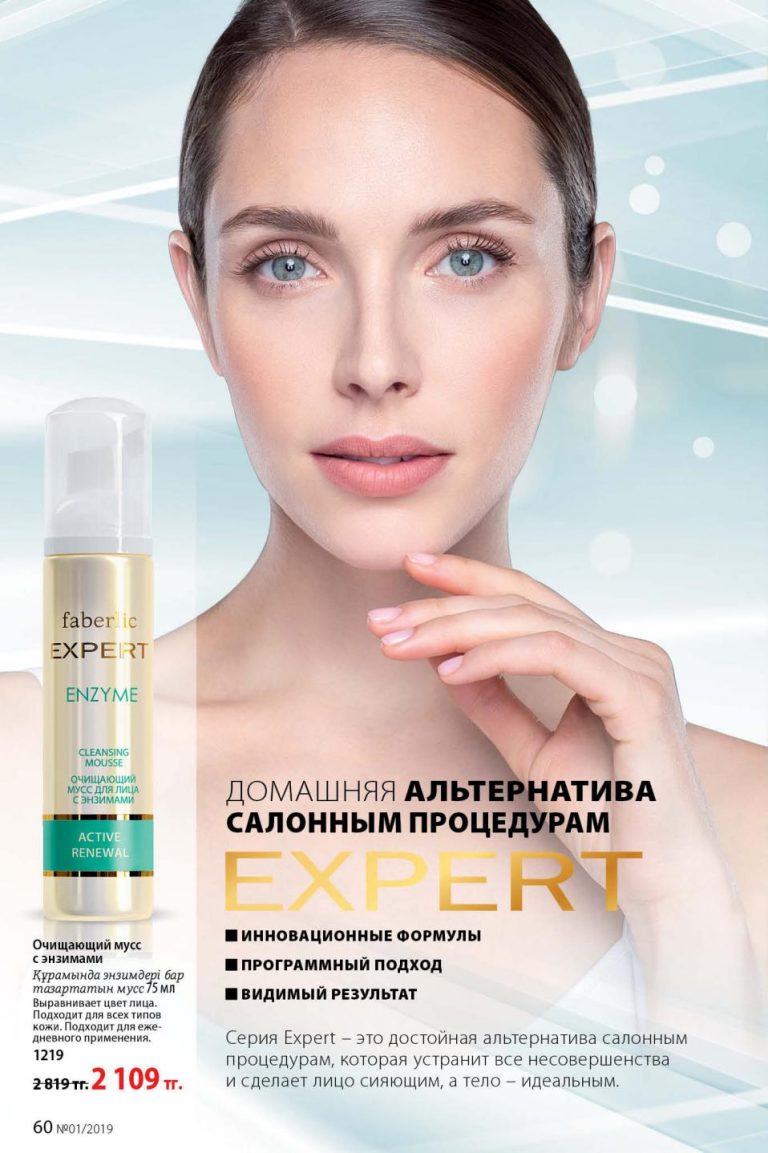 faberlic
EXPERT
ENZYME
CLEANSING
MOUSSE
ОЧИЩАЮЩИЙ
МУСС ДЛЯ ЛИЦА
С ЭНЗИМАМИ
ACTIVE
RENEWAL
ДОМАШНЯЯ АЛЬТЕРНАТИВА
САЛОННЫМ ПРОЦЕДУРАМ
EXPERT
ИННОВАЦИОННЫЕ ФОРМУЛЫ
ПРОГРАММНЫЙ ПОДХОД
ВИДИМЫЙ РЕЗУЛЬТАТ
Серия Expert – это достойная альтернатива салонным
процедурам, которая устранит все несовершенства
и сделает лицо сияющим, а тело – идеальным.
Очищающий мусс
с энзимами
Құрамында энзимдері бар
тазартатын мусс 75 мл
Выравнивает цвет лица.
Подходит для всех типов
кожи. Подходит для еже-
дневного применения.
1219
2 819 тг. 2 109 тг.
60 №01/2019